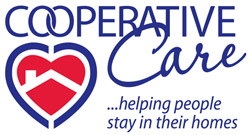 COOPERATIVE
Care
...helping people
stay in their homes